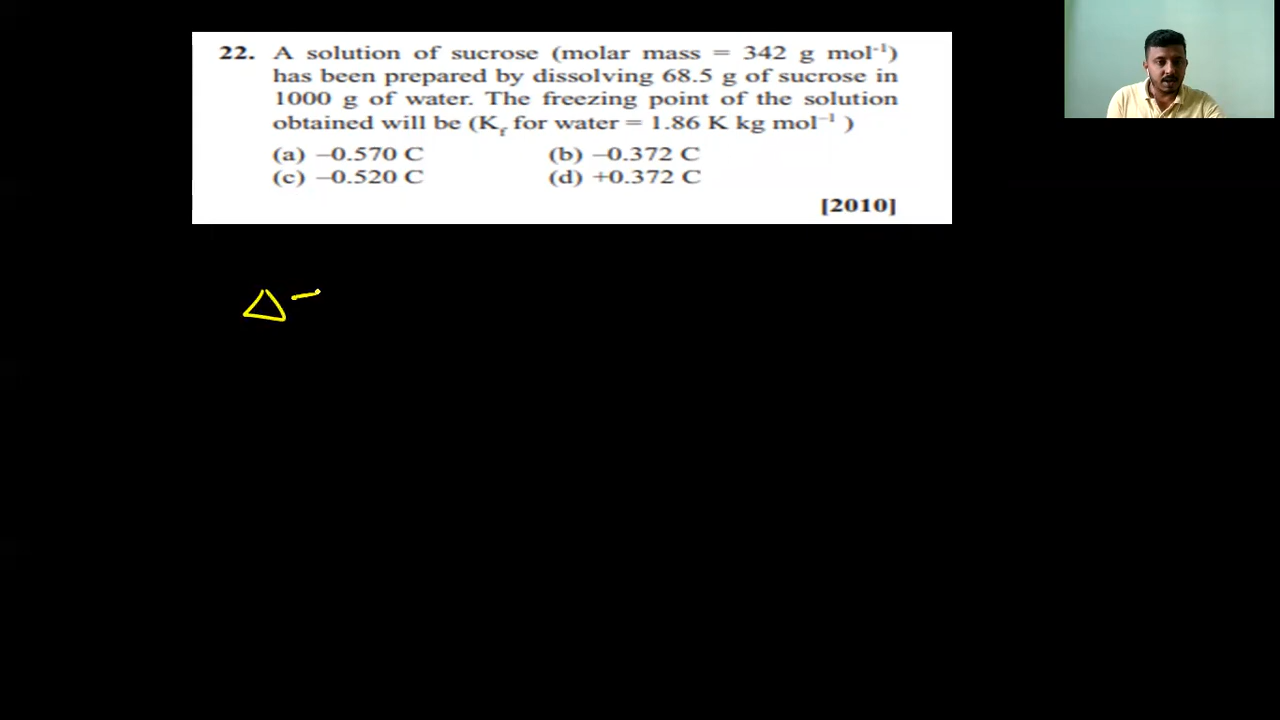 22. A solution of sucrose (molar mass = 342 g mol⁻¹)
has been prepared by dissolving 68.5 g of sucrose in
1000 g of water. The freezing point of the solution
obtained will be (K_f for water = 1.86 K kg mol⁻¹ )
(a) –0.570 C (b) –0.372 C
(c) –0.520 C (d) +0.372 C
[2010]
Δ